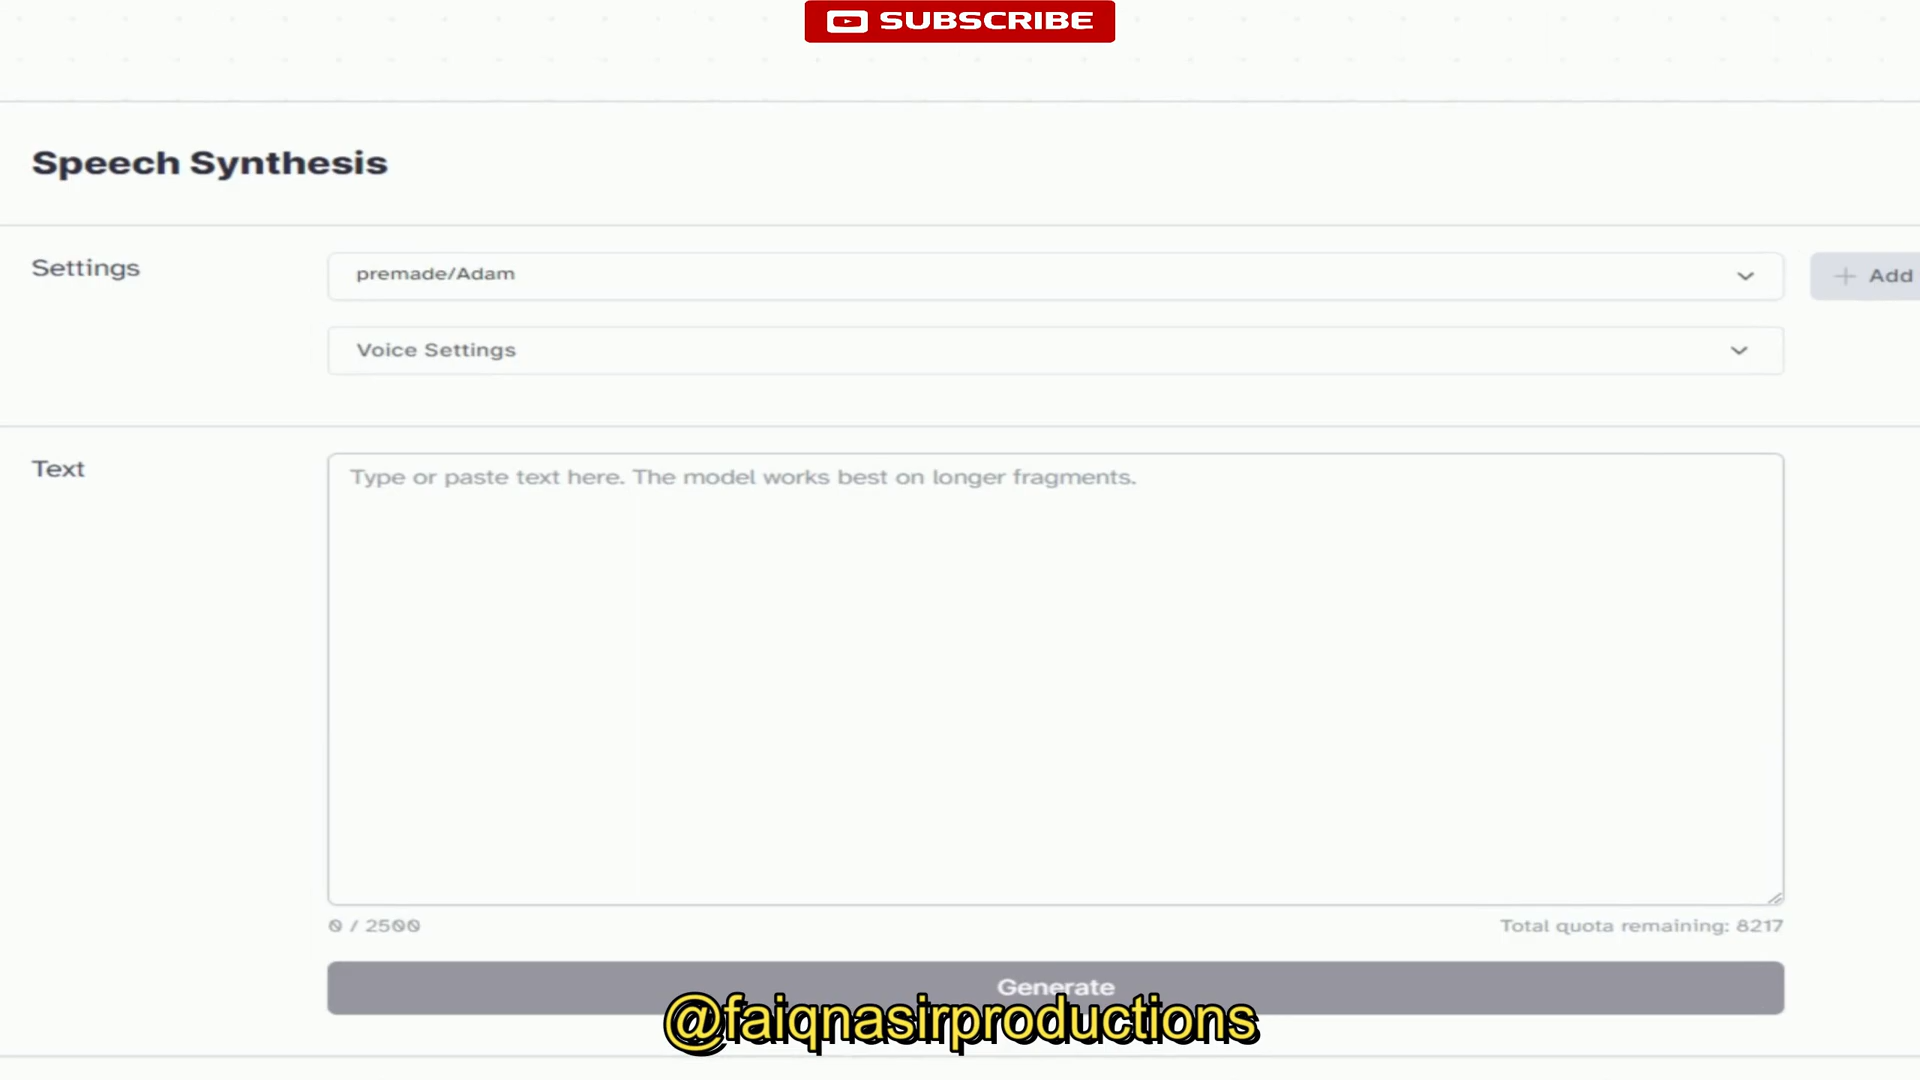 SUBSCRIBE
Speech Synthesis
Settings
premade/Adam
+ Add
Voice Settings
Text
Type or paste text here. The model works best on longer fragments.
0 / 2500
Total quota remaining: 8217
Generate
@faiqnasirproductions